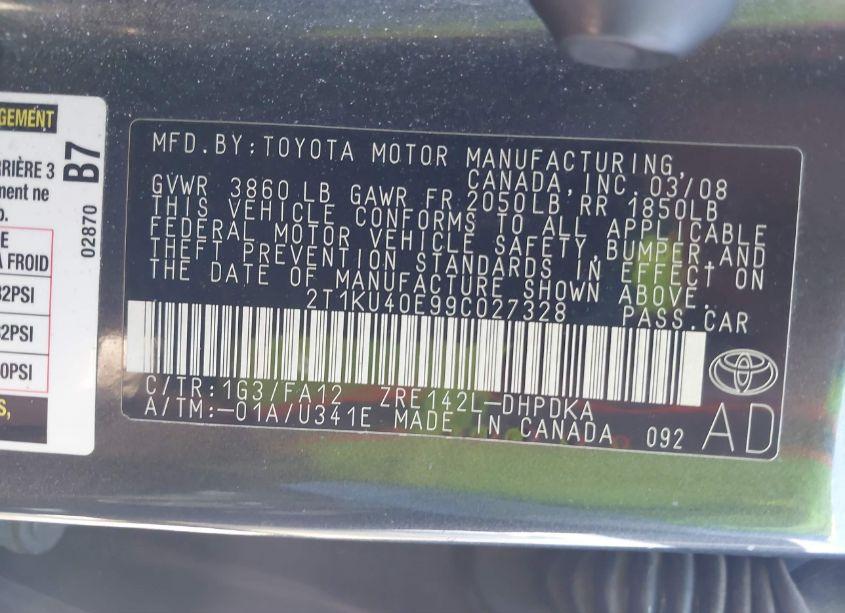 GEMENT
RRIÈRE 3
ment ne
o.
E
A FROID
32PSI
32PSI
0PSI
S,
B7
02870
MFD.BY:TOYOTA MOTOR MANUFACTURING,
CANADA,INC. 03/08
GVWR 3860 LB GAWR FR 2050LB RR 1850LB
THIS VEHICLE CONFORMS TO ALL APPLICABLE
FEDERAL MOTOR VEHICLE SAFETY,BUMPER,AND
THEFT PREVENTION STANDARDS IN EFFECT ON
THE DATE OF MANUFACTURE SHOWN ABOVE.
2T1KU40E99C027328 PASS.CAR
C/TR:1G3/FA12 ZRE142L-DHPDKA
A/TM:-01A/U341E MADE IN CANADA 092 AD